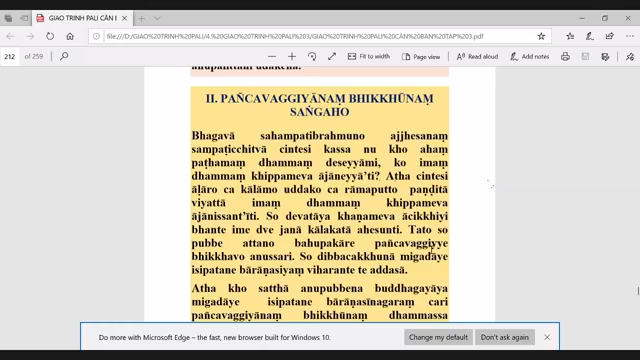 GIAO TRINH PALI CĂN I
file:///D:/GIAO%20TRINH%20PALI/4.%20GIAO%20TRINH%20PALI%203/GIAO%20TRINH%20PALI%20CĂN%20BAN%20TAP%203.pdf
212 of 259
Fit to width
Page view
Read aloud
Add notes
anupaṇītaṃ udakena.
II. PAÑCAVAGGIYĀNAṂ BHIKKHŪNAṂ
SAṄGAHO
Bhagavā sahampatibrahmuno ajjhesanaṃ
sampaṭicchitvā cintesi kassa nu kho ahaṃ
paṭhamaṃ dhammaṃ deseyyāmi, ko imaṃ
dhammaṃ khippameva ājāneyyā'ti? Atha cintesi
āḷāro ca kālāmo uddako ca rāmaputto paṇḍitā
viyattā imaṃ dhammaṃ khippameva
ājānissant'īti. So devatāya khaṇameva ācikkhiyi
bhante ime dve janā kālakatā ahesunti. Tato so
pubbe attano bahupakāre pañcavaggiyye
bhikkhavo anussari. So dibbacakkhunā migadāye
isipatane bārāṇasiyaṃ viharante te addasā.
Atha kho satthā anupubbena buddhagayāya
migadāye isipatane bārāṇasīnagaraṃ cari
pañcavaggiyānaṃ bhikkhūnaṃ dhammassa
Do more with Microsoft Edge – the fast, new browser built for Windows 10.
Change my default
Don't ask again